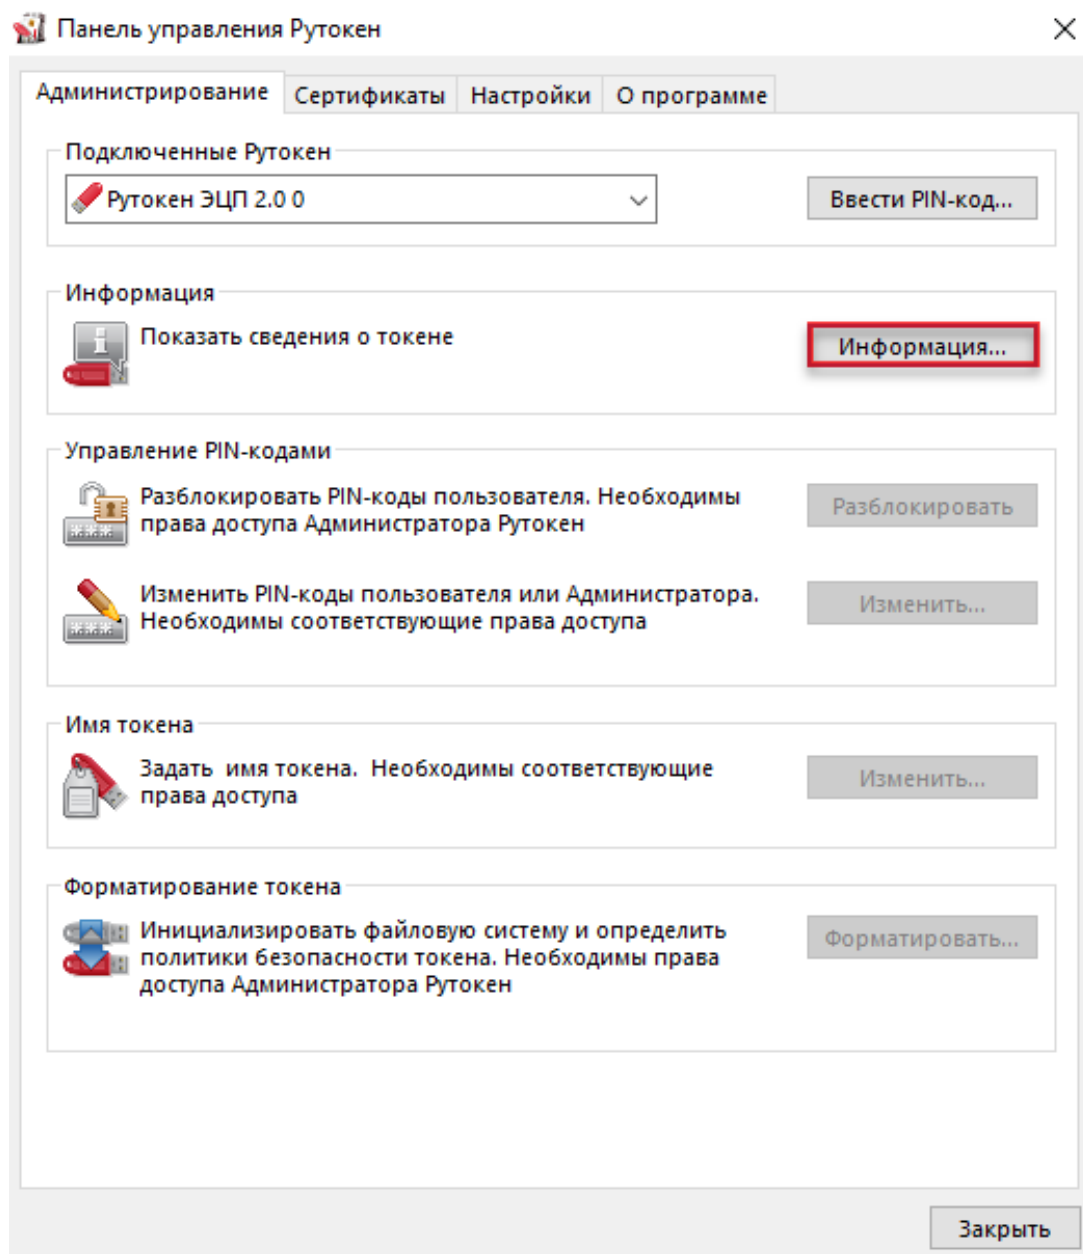 Панель управления Рутокен
Администрирование Сертификаты Настройки О программе
Подключенные Рутокен
Рутокен ЭЦП 2.0 0
Ввести PIN-код...
Информация
Показать сведения о токене
Информация...
Управление PIN-кодами
Разблокировать PIN-коды пользователя. Необходимы
права доступа Администратора Рутокен
Разблокировать
Изменить PIN-коды пользователя или Администратора.
Необходимы соответствующие права доступа
Изменить...
Имя токена
Задать имя токена. Необходимы соответствующие
права доступа
Изменить...
Форматирование токена
Инициализировать файловую систему и определить
политики безопасности токена. Необходимы права
доступа Администратора Рутокен
Форматировать...
Закрыть